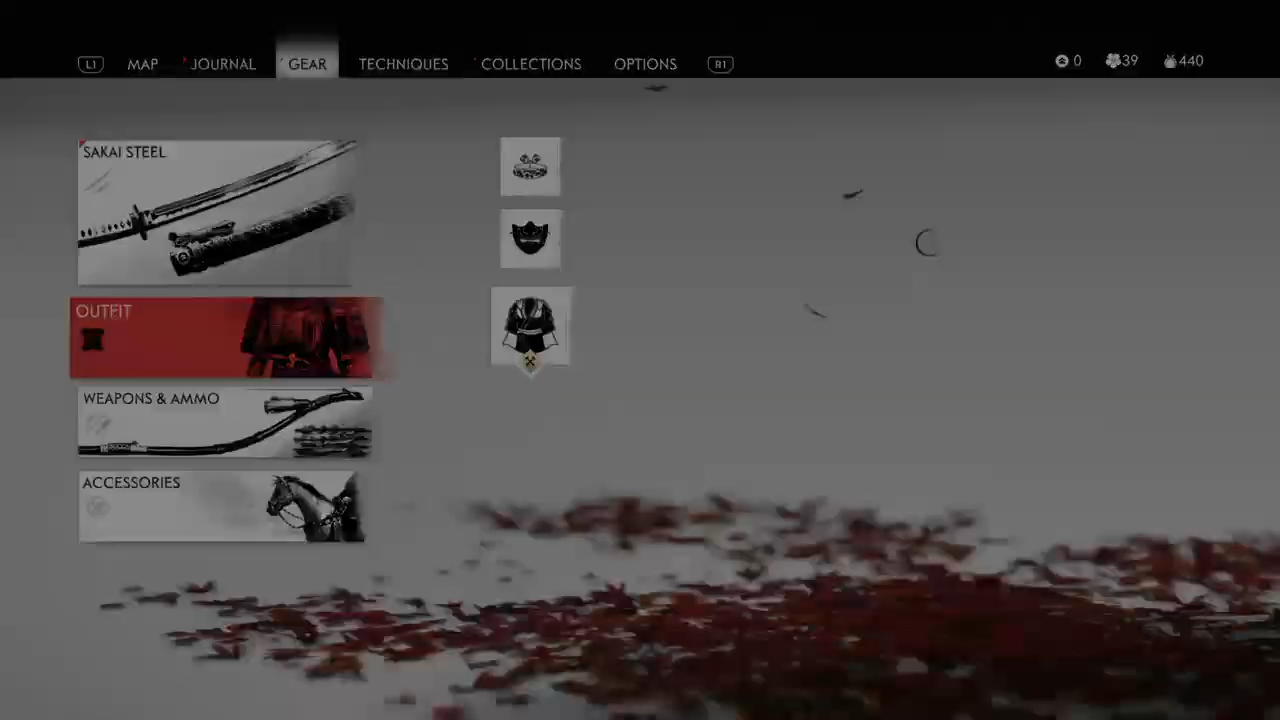 L1 MAP JOURNAL GEAR TECHNIQUES COLLECTIONS OPTIONS R1 0 39 440
SAKAI STEEL
OUTFIT
WEAPONS & AMMO
ACCESSORIES